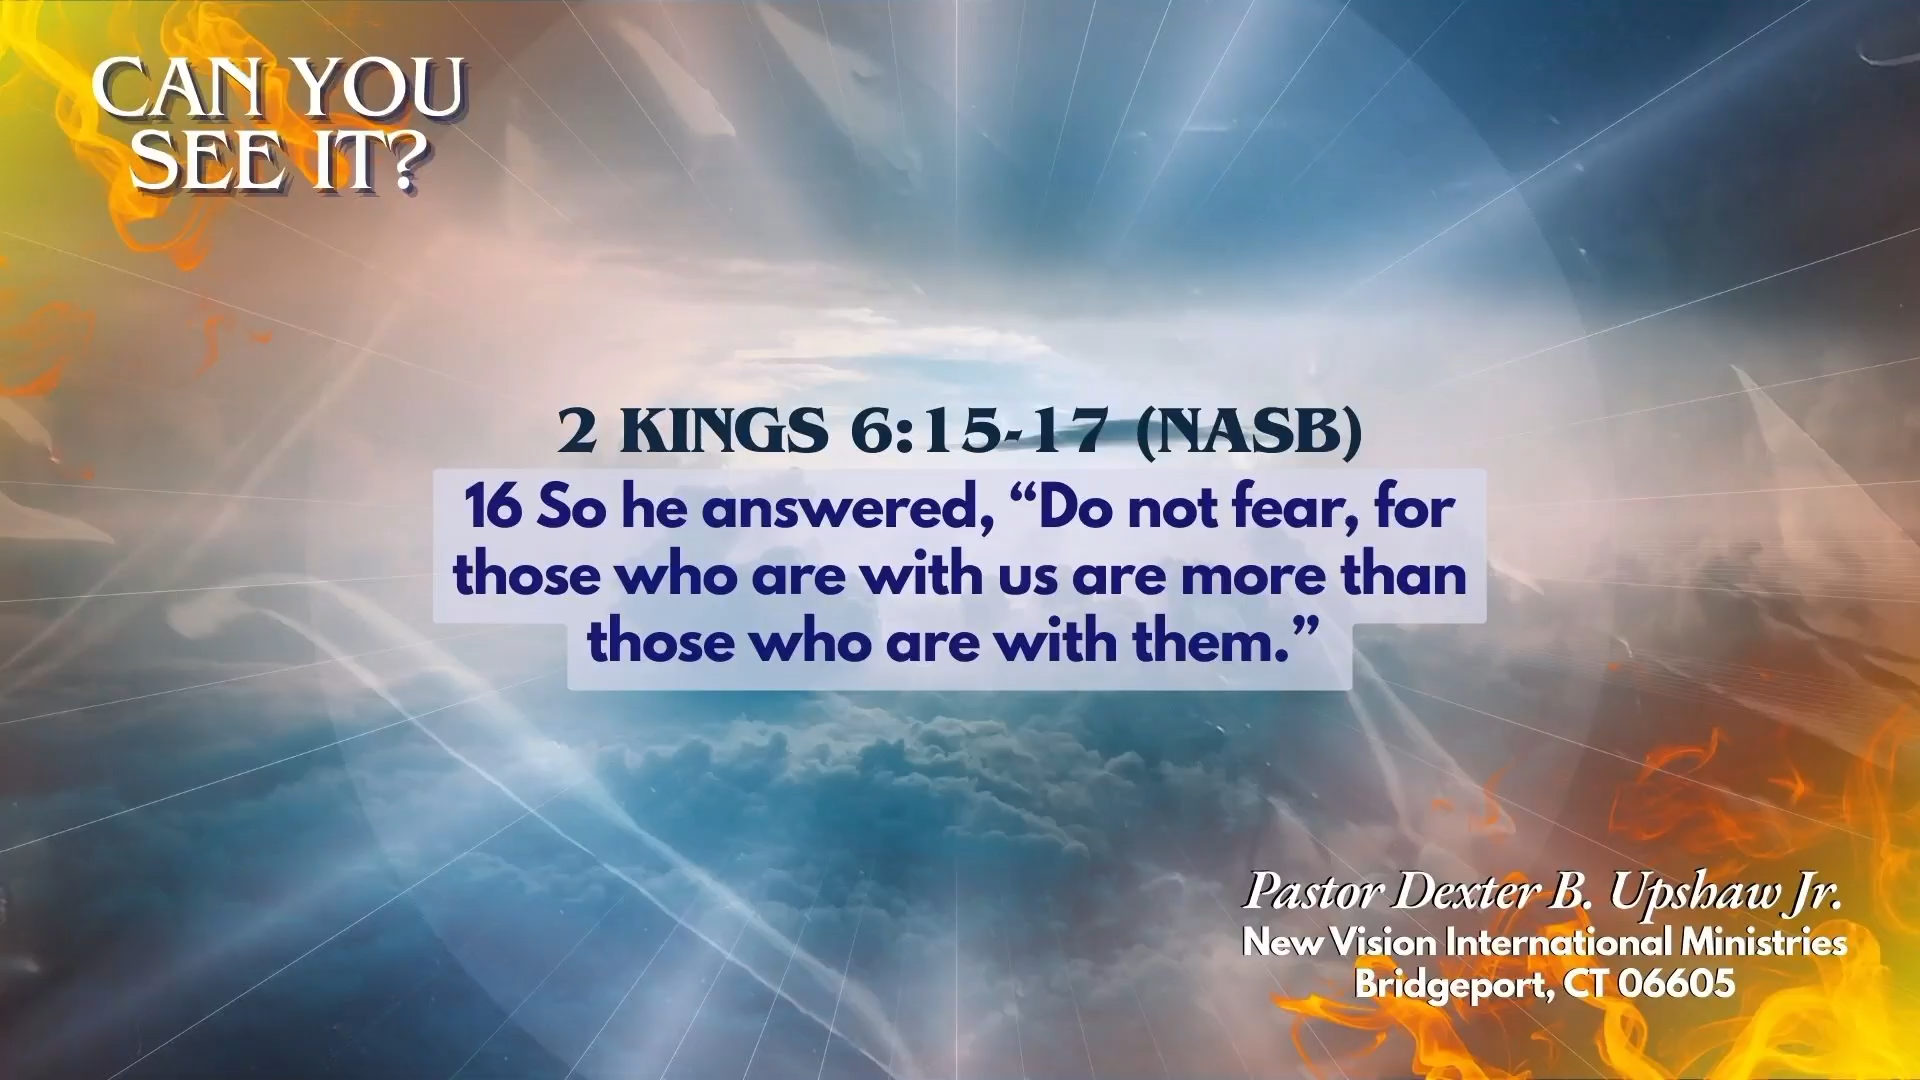 CAN YOU
SEE IT?
2 KINGS 6:15-17 (NASB)
16 So he answered, “Do not fear, for
those who are with us are more than
those who are with them.”
Pastor Dexter B. Upshaw Jr.
New Vision International Ministries
Bridgeport, CT 06605